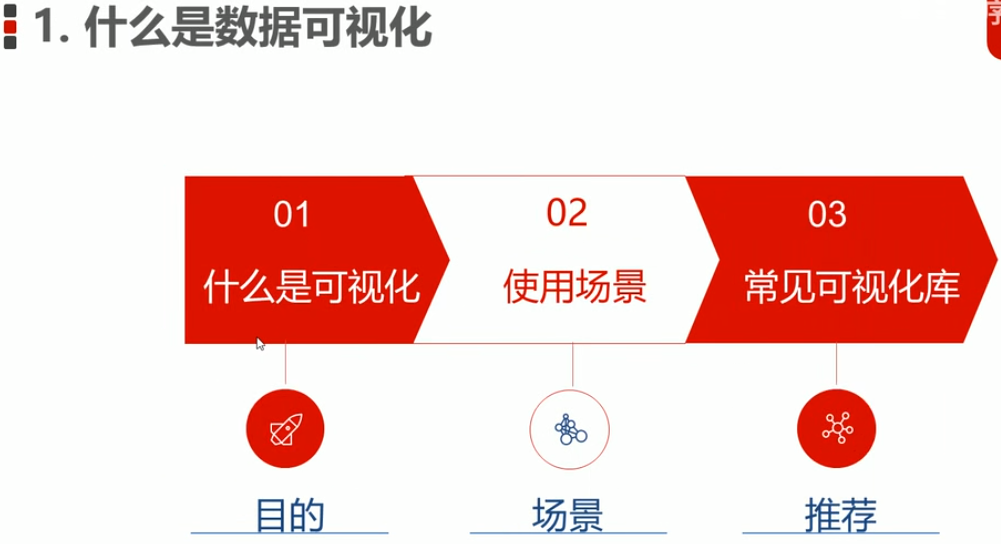 1. 什么是数据可视化
01
什么是可视化
02
使用场景
03
常见可视化库
目的
场景
推荐